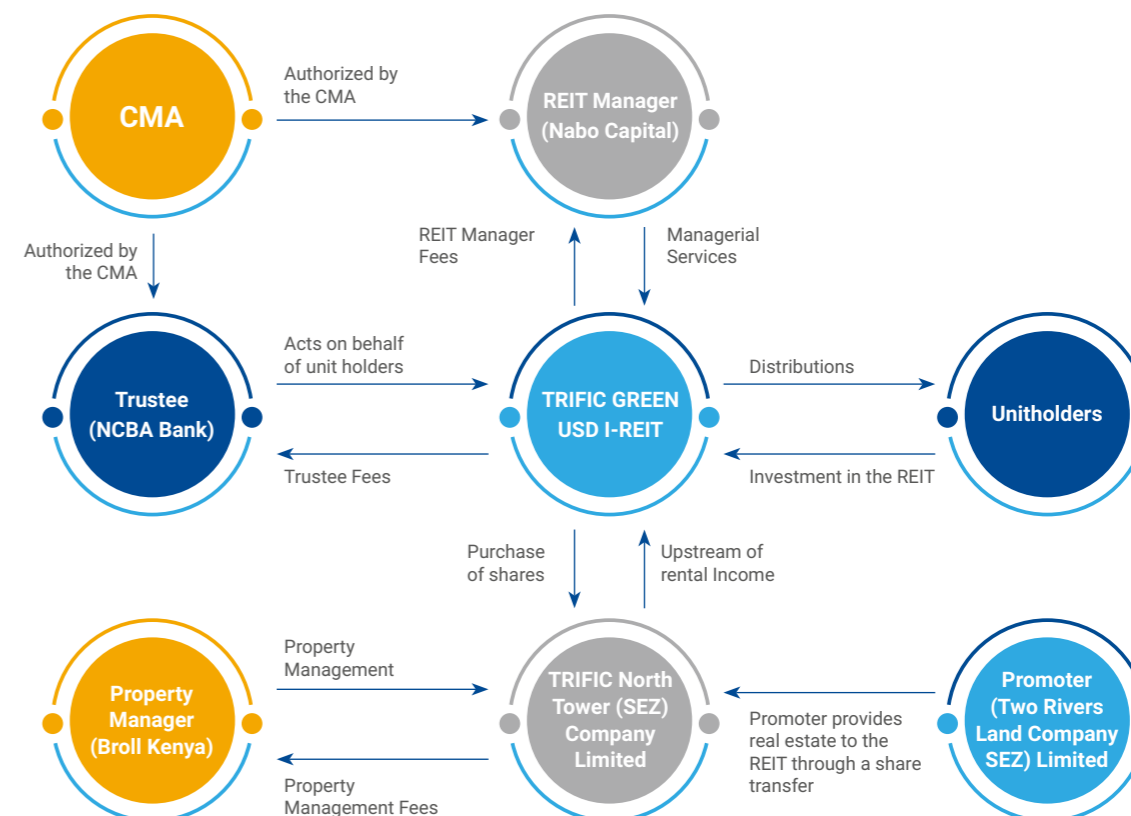 CMA
Authorized by
the CMA
REIT Manager
(Nabo Capital)
Authorized by
the CMA
REIT Manager
Fees
Managerial
Services
Trustee
(NCBA Bank)
Acts on behalf
of unit holders
Trustee Fees
TRIFIC GREEN
USD I-REIT
Distributions
Investment in the REIT
Unitholders
Purchase
of shares
Upstream of
rental Income
Property
Manager
(Broll Kenya)
Property
Management
Property
Management Fees
TRIFIC North
Tower (SEZ)
Company
Limited
Promoter provides
real estate to the
REIT through a share
transfer
Promoter
(Two Rivers
Land Company
SEZ) Limited